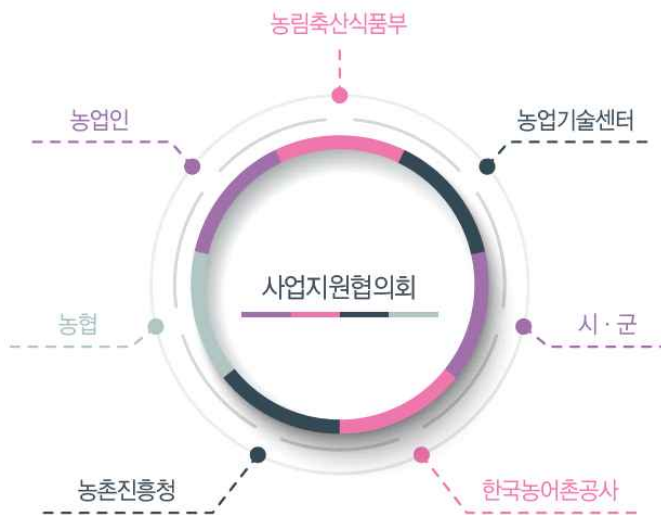 농림축산식품부
농업인
농업기술센터
사업지원협의회
농협
시 · 군
농촌진흥청
한국농어촌공사